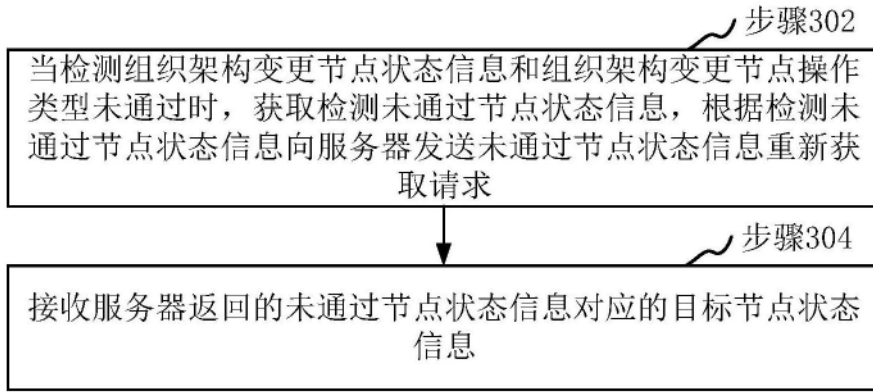 步骤302
当检测组织架构变更节点状态信息和组织架构变更节点操作
类型未通过时，获取检测未通过节点状态信息，根据检测未
通过节点状态信息向服务器发送未通过节点状态信息重新获
取请求
步骤304
接收服务器返回的未通过节点状态信息对应的目标节点状态
信息